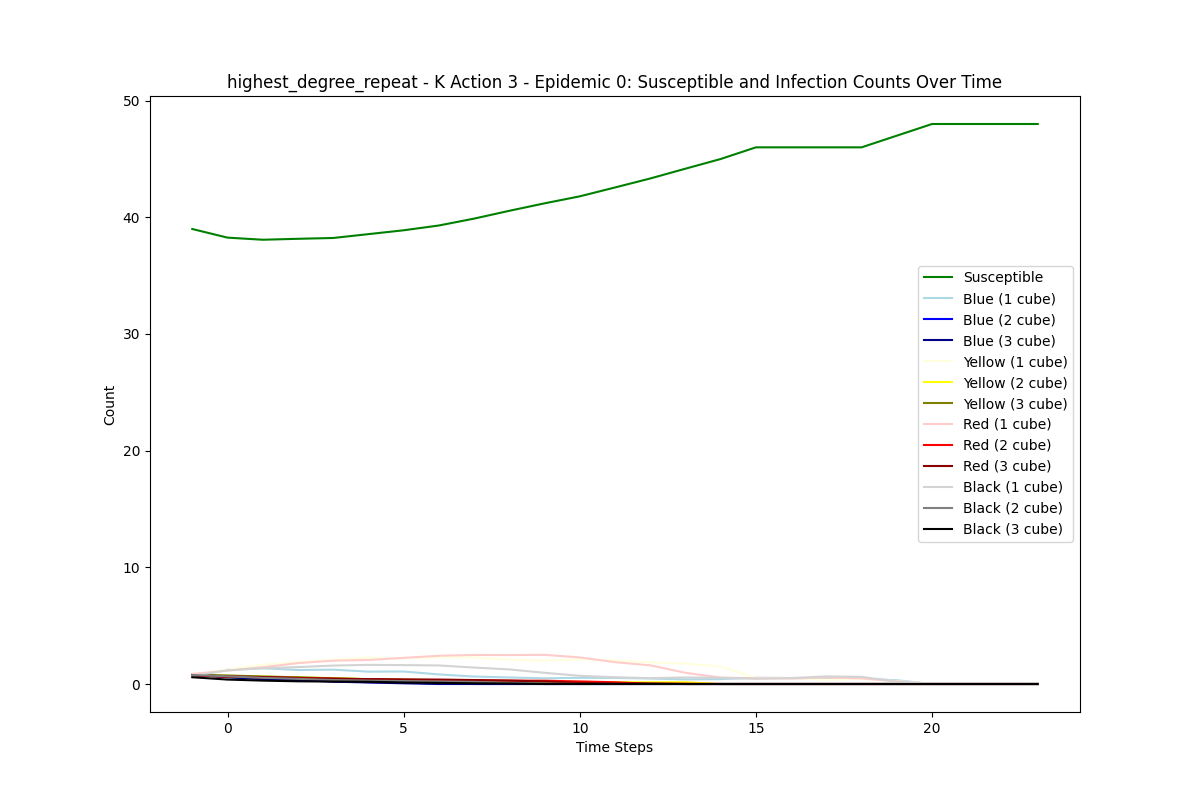 highest_degree_repeat - K Action 3 - Epidemic 0: Susceptible and Infection Counts Over Time
50
40
30
20
10
0
Count
Susceptible
Blue (1 cube)
Blue (2 cube)
Blue (3 cube)
Yellow (1 cube)
Yellow (2 cube)
Yellow (3 cube)
Red (1 cube)
Red (2 cube)
Red (3 cube)
Black (1 cube)
Black (2 cube)
Black (3 cube)
0 5 10 15 20
Time Steps